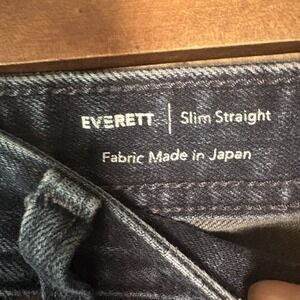 EVERETT | Slim Straight
Fabric Made in Japan